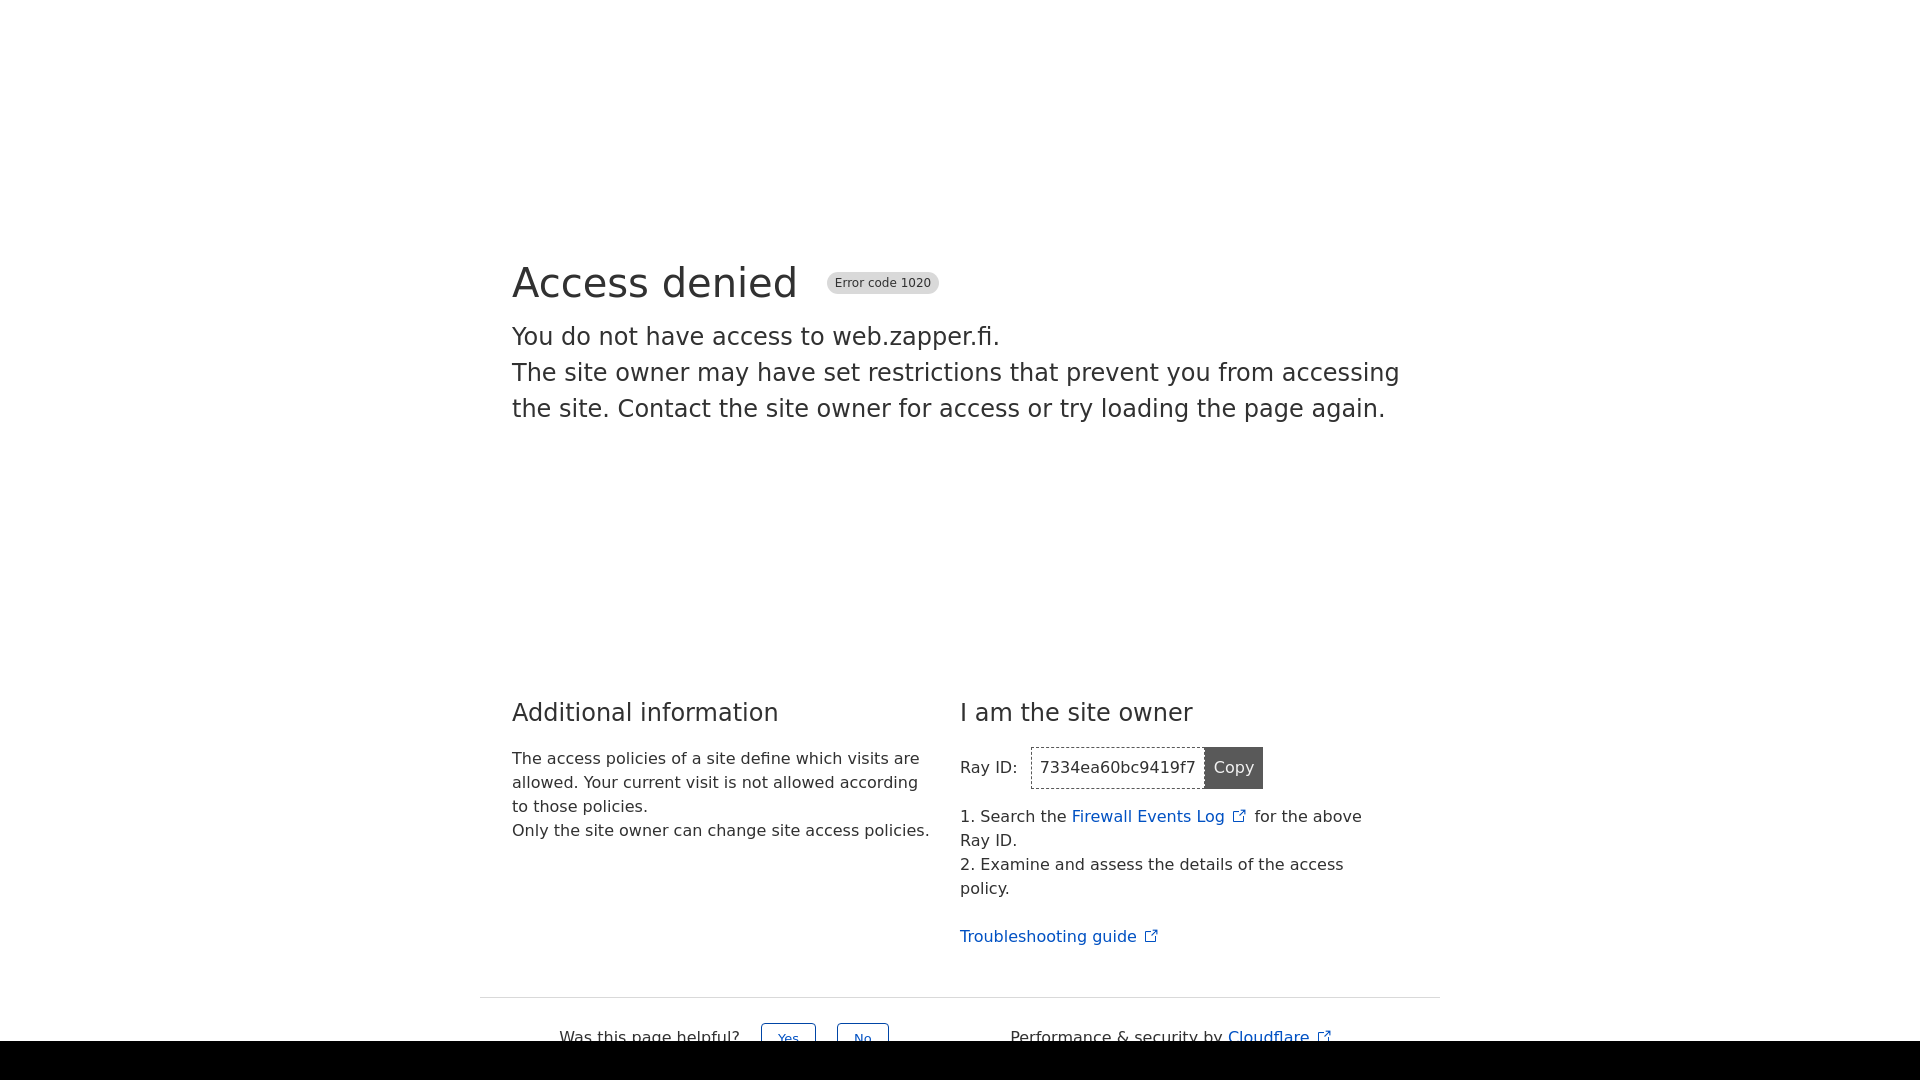 Access denied Error code 1020
You do not have access to web.zapper.fi.
The site owner may have set restrictions that prevent you from accessing
the site. Contact the site owner for access or try loading the page again.
Additional information
The access policies of a site define which visits are
allowed. Your current visit is not allowed according
to those policies.
Only the site owner can change site access policies.
I am the site owner
Ray ID: 7334ea60bc9419f7 Copy
1. Search the Firewall Events Log for the above
Ray ID.
2. Examine and assess the details of the access
policy.
Troubleshooting guide
Was this page helpful? Yes No
Performance & security by Cloudflare